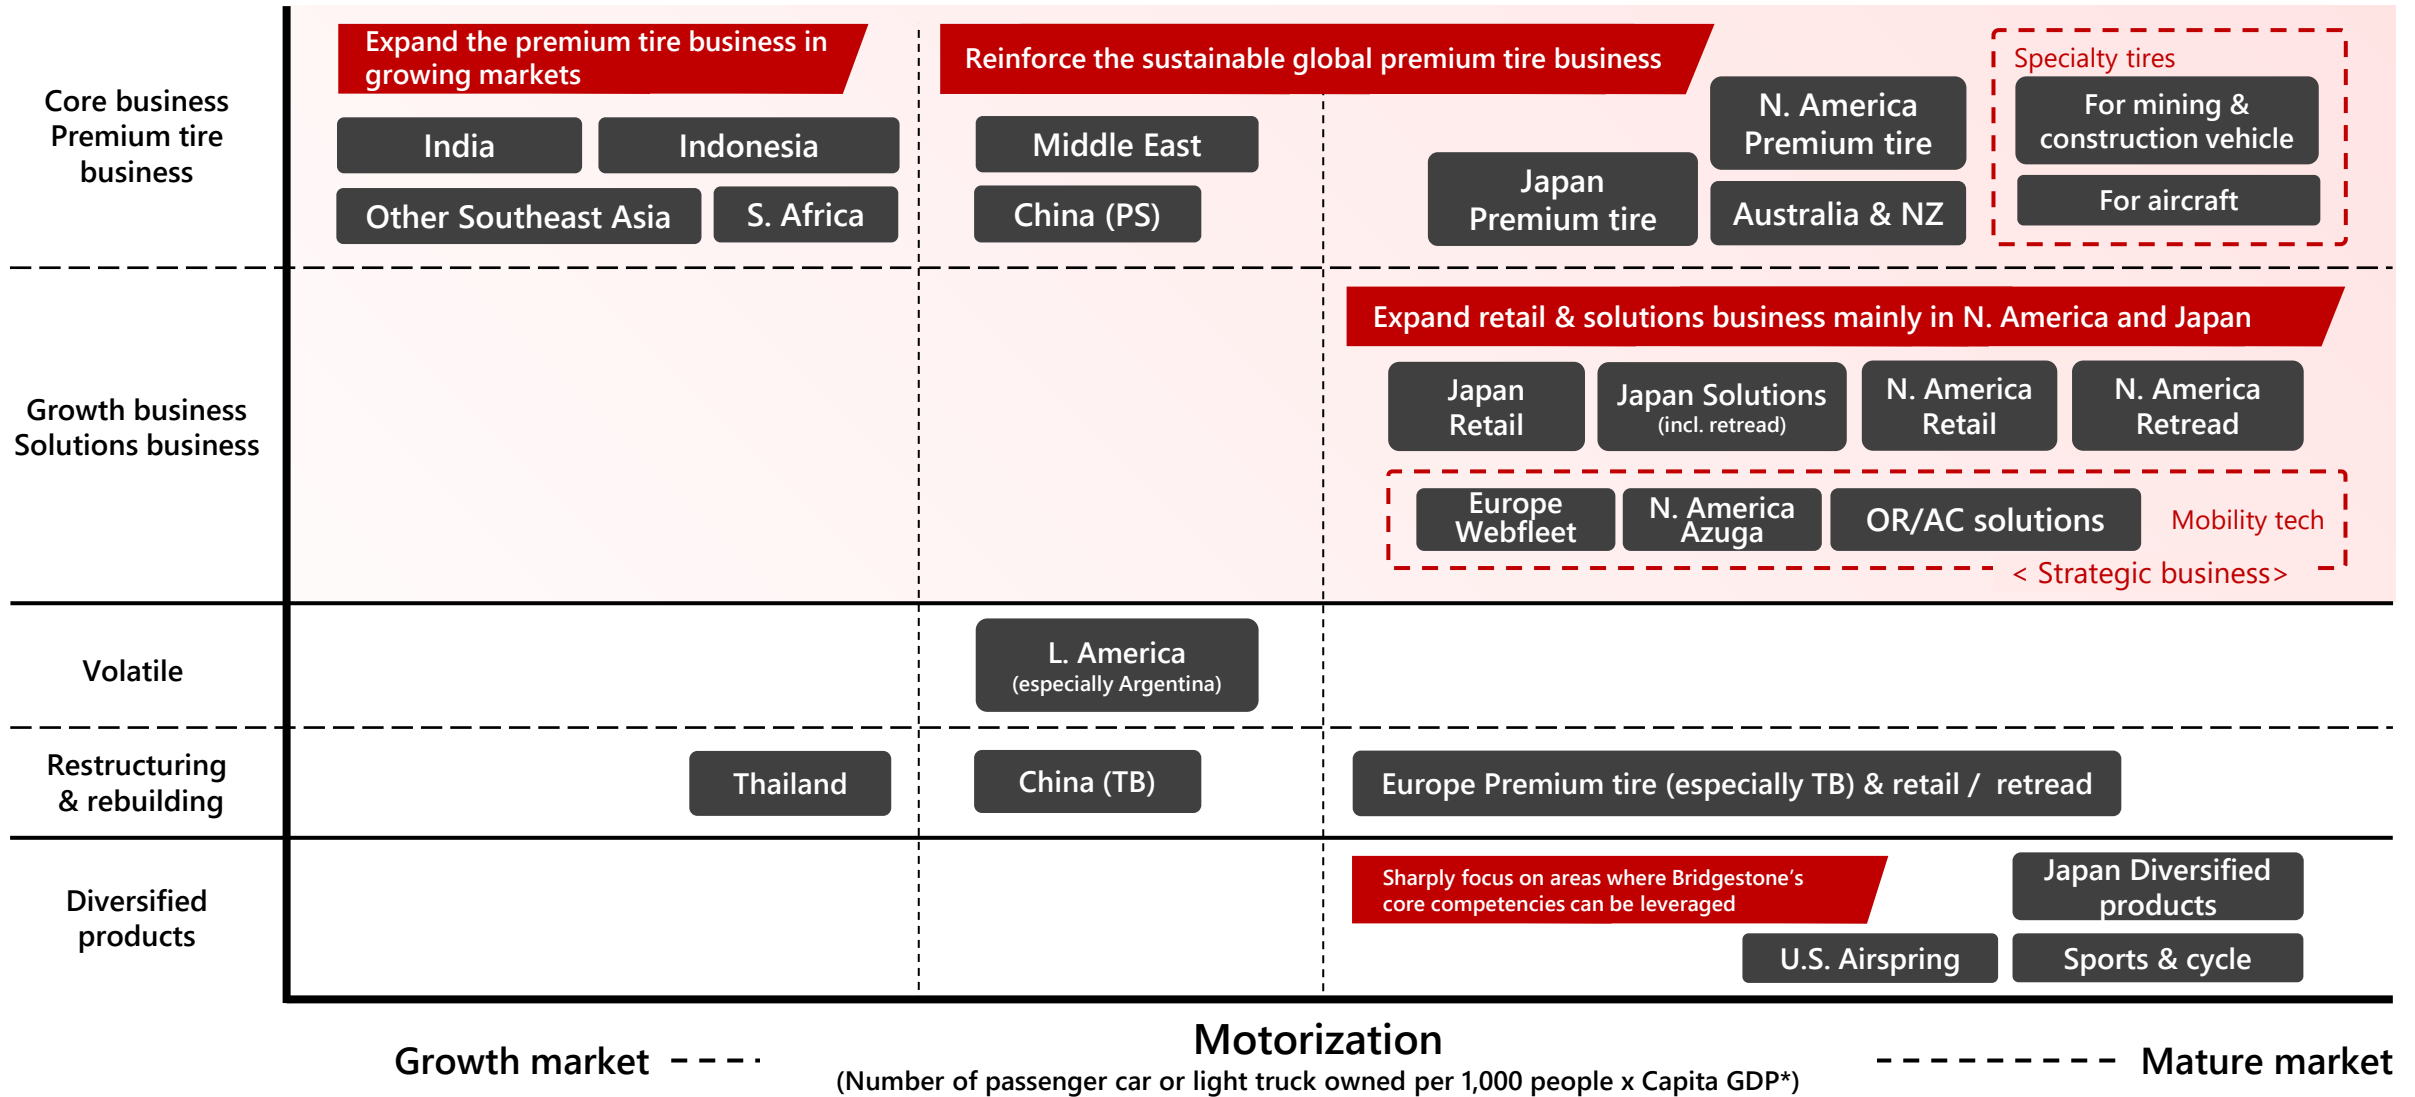 Core business
Premium tire
business
Expand the premium tire business in
growing markets
Reinforce the sustainable global premium tire business
India
Indonesia
Other Southeast Asia
S. Africa
Middle East
China (PS)
Japan
Premium tire
N. America
Premium tire
Australia & NZ
Specialty tires
For mining &
construction vehicle
For aircraft
Growth business
Solutions business
Expand retail & solutions business mainly in N. America and Japan
Japan
Retail
Japan Solutions
(incl. retread)
N. America
Retail
N. America
Retread
Europe
Webfleet
N. America
Azuga
OR/AC solutions
Mobility tech
< Strategic business>
Volatile
L. America
(especially Argentina)
Restructuring
& rebuilding
Thailand
China (TB)
Europe Premium tire (especially TB) & retail / retread
Diversified
products
Sharply focus on areas where Bridgestone's
core competencies can be leveraged
Japan Diversified
products
U.S. Airspring
Sports & cycle
Growth market
Motorization
(Number of passenger car or light truck owned per 1,000 people x Capita GDP*)
Mature market